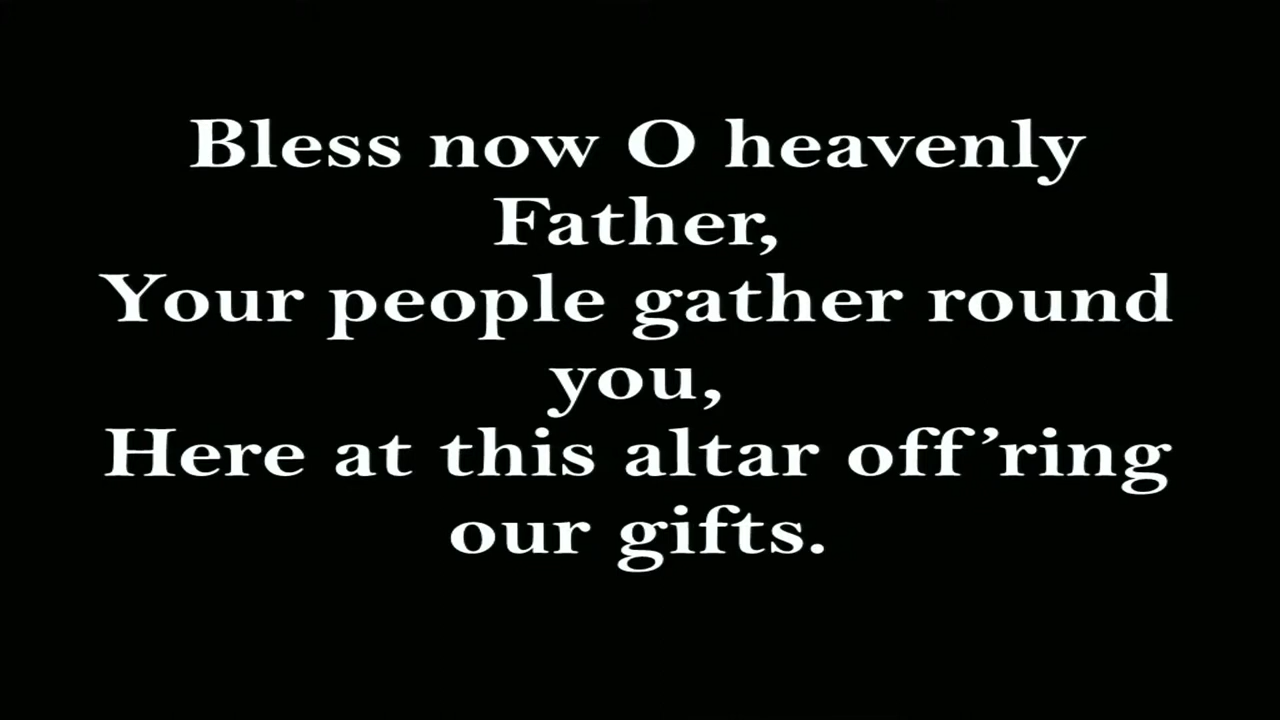 Bless now O heavenly
Father,
Your people gather round
you,
Here at this altar off’ring
our gifts.